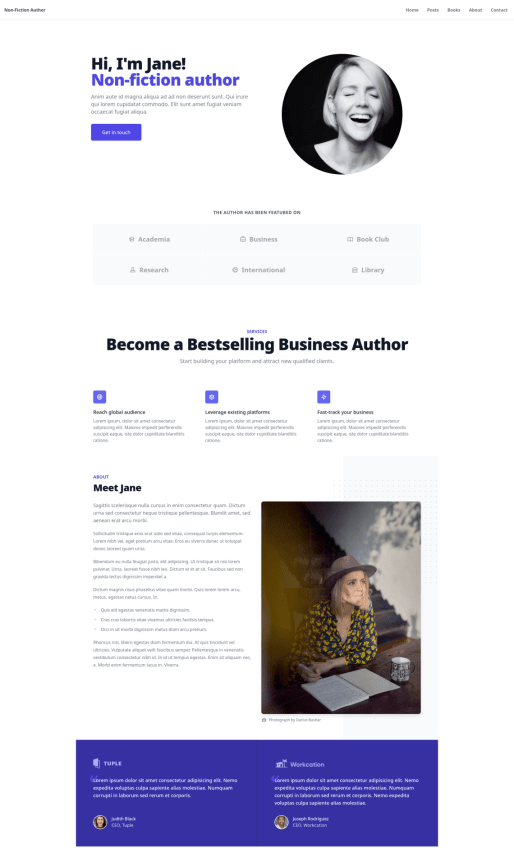 Non-Fiction Author
Home Posts Books About Contact
Hi, I'm Jane!
Non-fiction author
Anim aute id magna aliqua ad ad non deserunt sunt. Qui irure
qui lorem cupidatat commodo. Elit sunt amet fugiat veniam
occaecat fugiat aliqua.
Get in touch
THE AUTHOR HAS BEEN FEATURED ON
Academia Business Book Club
Research International Library
SERVICES
Become a Bestselling Business Author
Start building your platform and attract new qualified clients.
Reach global audience
Lorem ipsum dolor sit amet consectetur
adipisicing elit. Maiores impedit perferendis
suscipit eaque, iste dolor cupiditate blanditiis
ratione.
Leverage existing platforms
Lorem ipsum dolor sit amet consectetur
adipisicing elit. Maiores impedit perferendis
suscipit eaque, iste dolor cupiditate blanditiis
ratione.
Fast-track your business
Lorem ipsum dolor sit amet consectetur
adipisicing elit. Maiores impedit perferendis
suscipit eaque, iste dolor cupiditate blanditiis
ratione.
ABOUT
Meet Jane
Sagittis scelerisque nulla cursus in enim consectetur quam. Dictum
urna sed consectetur neque tristique pellentesque. Blandit amet, sed
aenean erat arcu morbi.
Sollicitudin tristique eros erat odio sed vitae, consequat turpis elementum.
Lorem nibh vel, eget pretium arcu vitae. Eros eu viverra donec ut volutpat
donec laoreet quam urna.
Bibendum eu nulla feugiat justo, elit adipiscing. Ut tristique sit nisi lorem
pulvinar. Urna, laoreet fusce nibh leo. Dictum et et et sit. Faucibus sed non
gravida lectus dignissim imperdiet a.
Dictum magnis risus phasellus vitae quam morbi. Quis lorem lorem arcu,
metus, egestas netus cursus. In.
Quis elit egestas venenatis mattis dignissim.
Cras cras lobortis vitae vivamus ultricies facilisis tempus.
Orci in sit morbi dignissim metus diam arcu pretium.
Rhoncus nisl, libero egestas diam fermentum dui. At quis tincidunt vel
ultricies. Vulputate aliquet velit faucibus semper. Pellentesque in venenatis
vestibulum consectetur nibh id. In id ut tempus egestas. Enim sit aliquam nec,
a. Morbi enim fermentum lacus in. Viverra.
Photograph by Darius Bashar
TUPLE
Lorem ipsum dolor sit amet consectetur adipisicing elit. Nemo
expedita voluptas culpa sapiente alias molestiae. Numquam
corrupti in laborum sed rerum et corporis.
Judith Black
CEO, Tuple
Workcation
Lorem ipsum dolor sit amet consectetur adipisicing elit.
Numquam corrupti in laborum sed rerum et corporis. Nemo expedita
voluptas culpa sapiente alias molestiae.
Joseph Rodriguez
CEO, Workcation